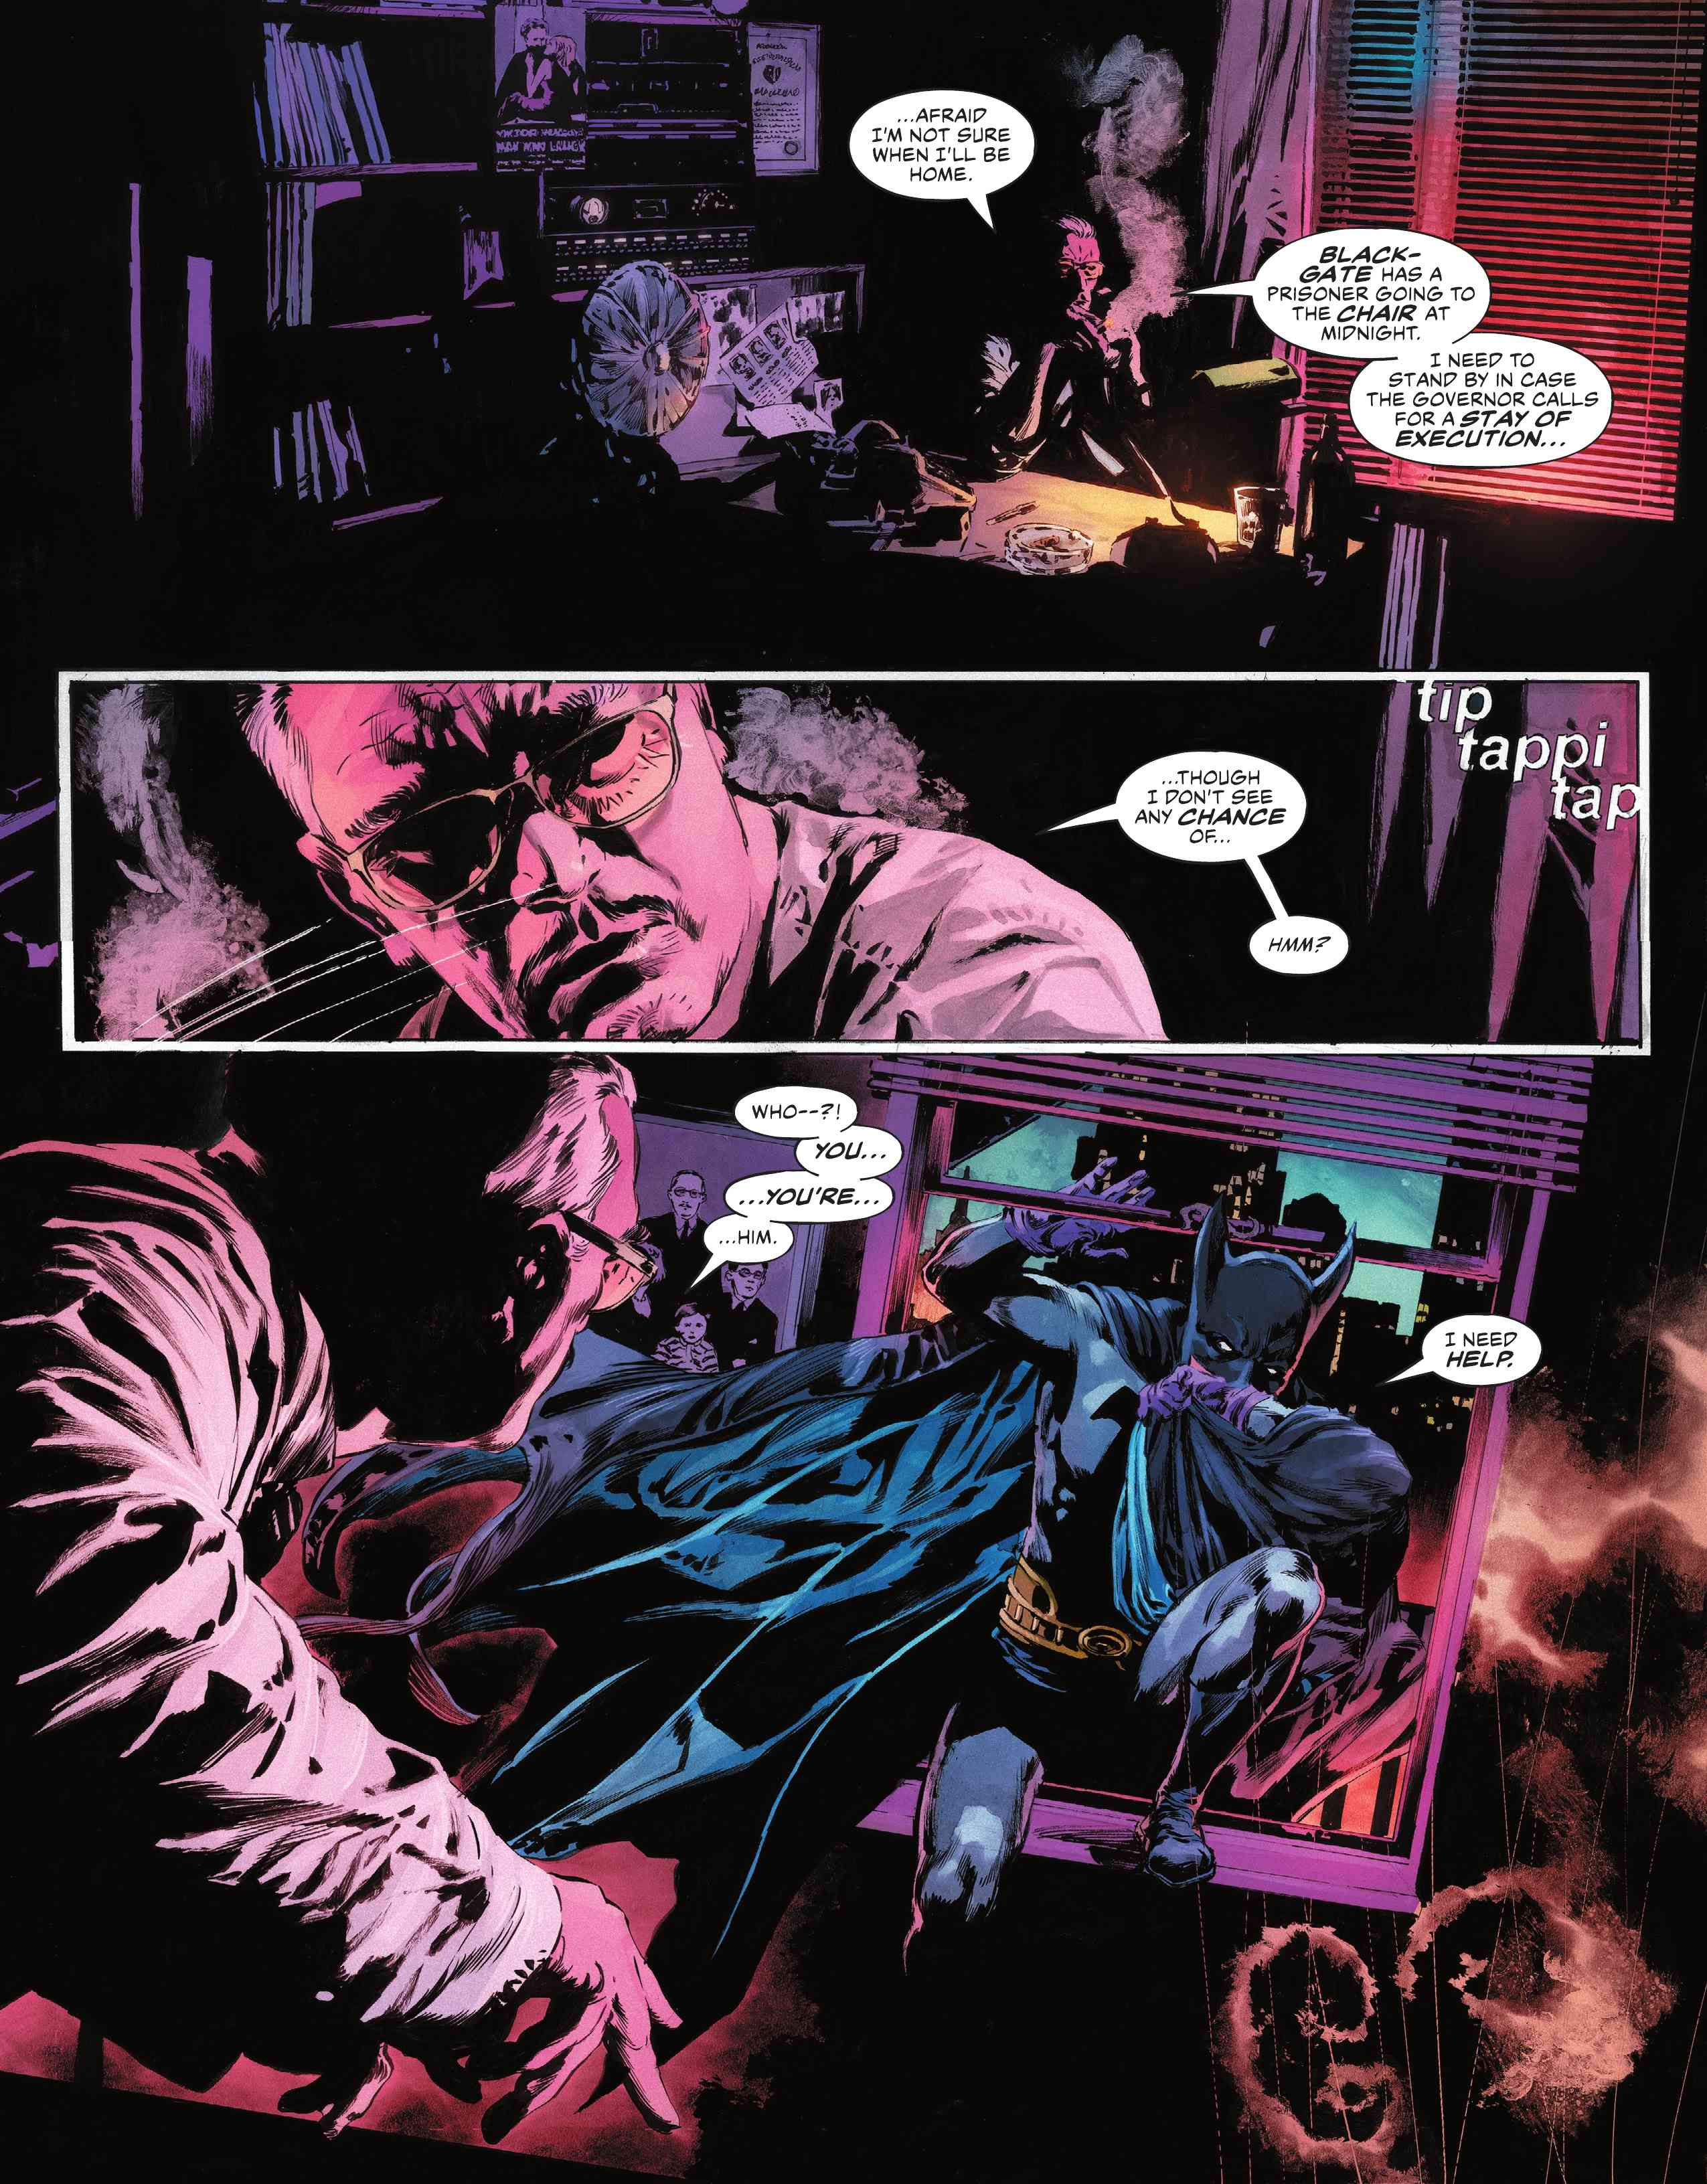 ...AFRAID
I'M NOT SURE
WHEN I'LL BE
HOME.
BLACK-
GATE HAS A
PRISONER GOING TO
THE CHAIR AT
MIDNIGHT.
I NEED TO
STAND BY IN CASE
THE GOVERNOR CALLS
FOR A STAY OF
EXECUTION...
tip
tappi
tap
...THOUGH
I DON'T SEE
ANY CHANCE
OF...
HMM?
WHO--?!
YOU...
...YOU'RE...
...HIM.
I NEED
HELP.